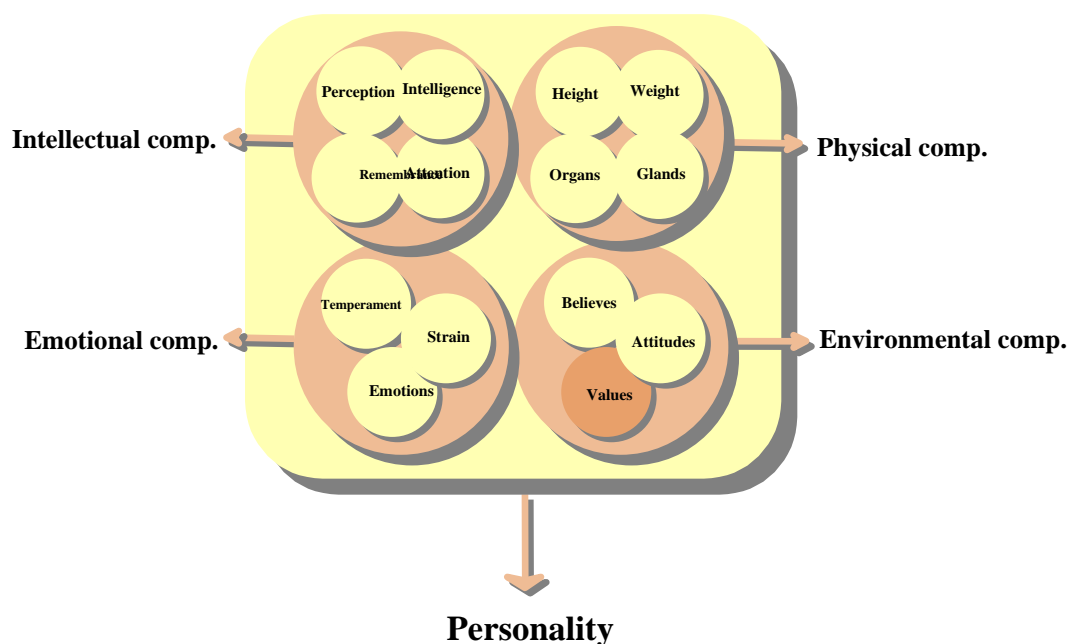 Perception
Intelligence
Remembrance
Attention
Height
Weight
Organs
Glands
Intellectual comp.
Physical comp.
Temperament
Strain
Emotions
Believes
Attitudes
Values
Emotional comp.
Environmental comp.
Personality